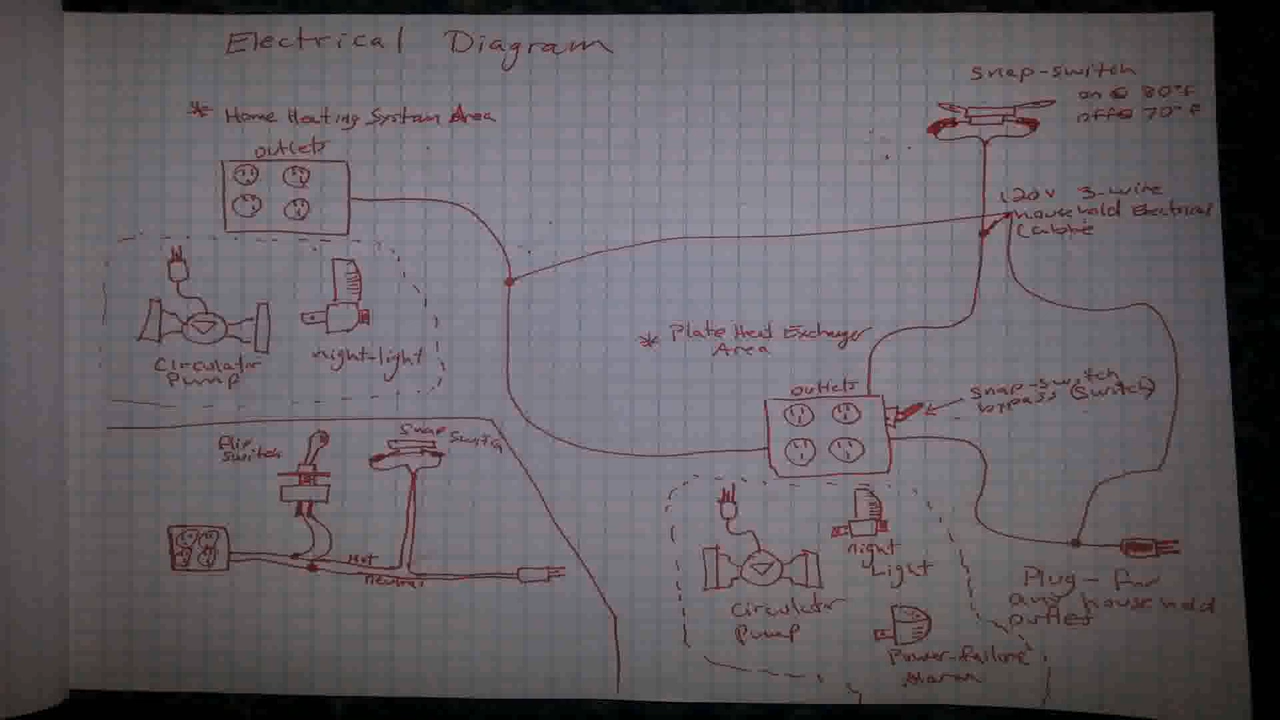 Electrical Diagram
* Home Heating System Area
outlets
Circulator
Pump
night-light
snap-switch
on @ 80°F
off @ 70°F
120v 3-wire
household Electrical
Cable
* Plate Heat Exchanger
Area
outlets
snap-switch
bypass (switch)
flip
switch
snap switch
Hot
neutral
Circulator
Pump
night
Light
Power-failure
Alarm
Plug - for
any household
outlet